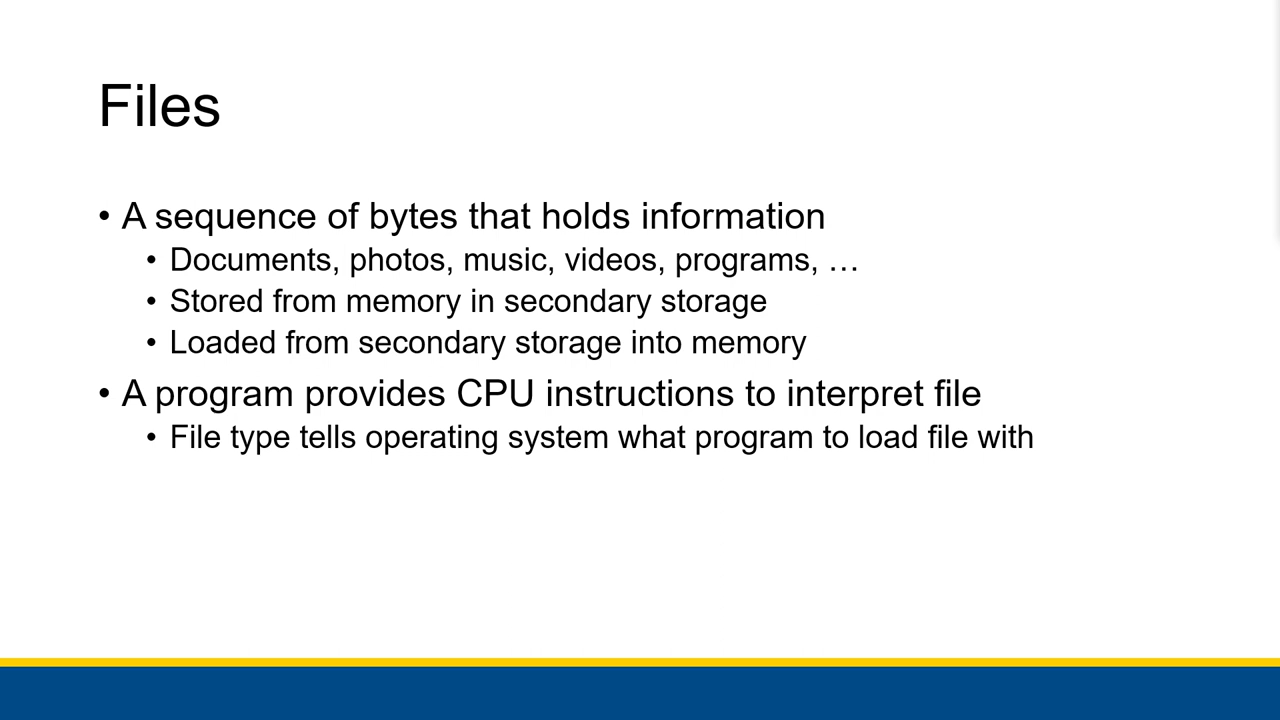 Files
• A sequence of bytes that holds information
• Documents, photos, music, videos, programs, …
• Stored from memory in secondary storage
• Loaded from secondary storage into memory
• A program provides CPU instructions to interpret file
• File type tells operating system what program to load file with